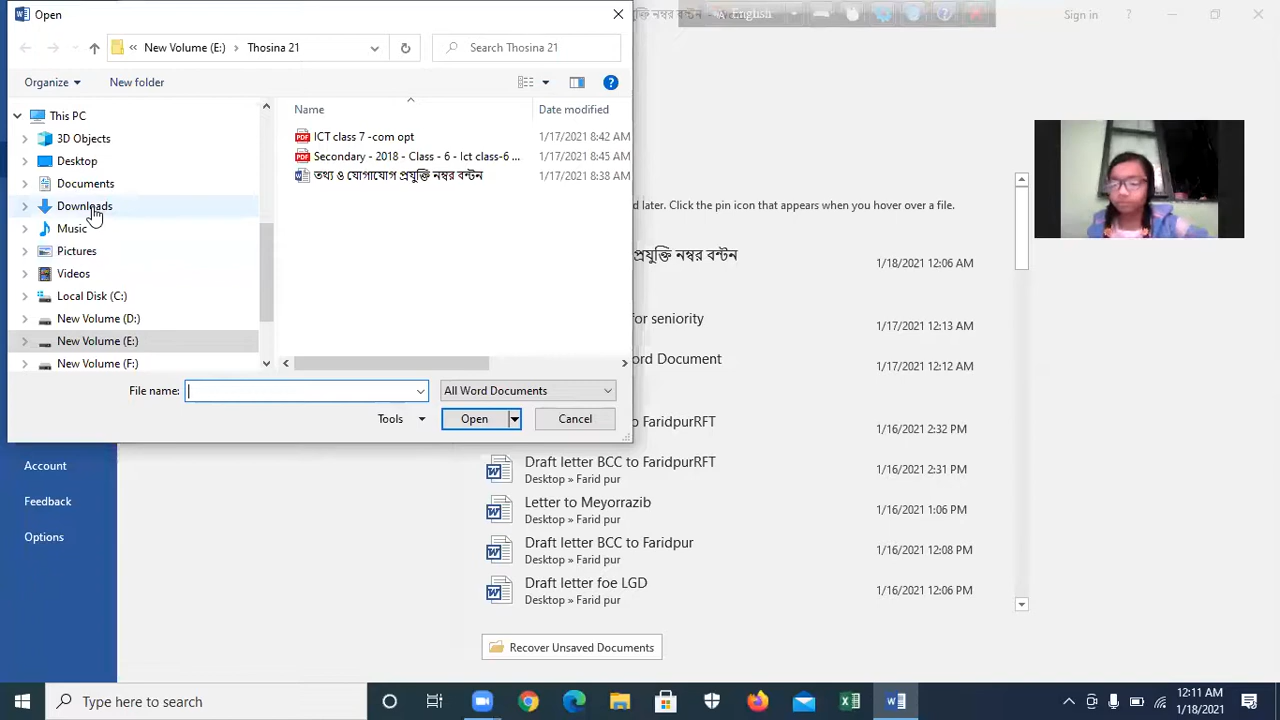 Open
New Volume (E:) Thosina 21
Search Thosina 21
Organize
New folder
This PC
3D Objects
Desktop
Documents
Downloads
Music
Pictures
Videos
Local Disk (C:)
New Volume (D:)
New Volume (E:)
New Volume (F:)
Name
Date modified
ICT class 7 -com opt
1/17/2021 8:42 AM
Secondary - 2018 - Class - 6 - Ict class-6 ...
1/17/2021 8:45 AM
তথ্য ও যোগাযোগ প্রযুক্তি নম্বর বন্টন
1/17/2021 8:38 AM
File name:
All Word Documents
Tools
Open
Cancel
English
Sign in
d later. Click the pin icon that appears when you hover over a file.
প্রযুক্তি নম্বর বন্টন
1/18/2021 12:06 AM
for seniority
1/17/2021 12:13 AM
ord Document
1/17/2021 12:12 AM
o FaridpurRFT
1/16/2021 2:32 PM
Draft letter BCC to FaridpurRFT
Desktop » Farid pur
1/16/2021 2:31 PM
Letter to Meyorrazib
Desktop » Farid pur
1/16/2021 1:06 PM
Draft letter BCC to Faridpur
Desktop » Farid pur
1/16/2021 12:08 PM
Draft letter foe LGD
Desktop » Farid pur
1/16/2021 12:06 PM
Recover Unsaved Documents
Account
Feedback
Options
Type here to search
12:11 AM
1/18/2021